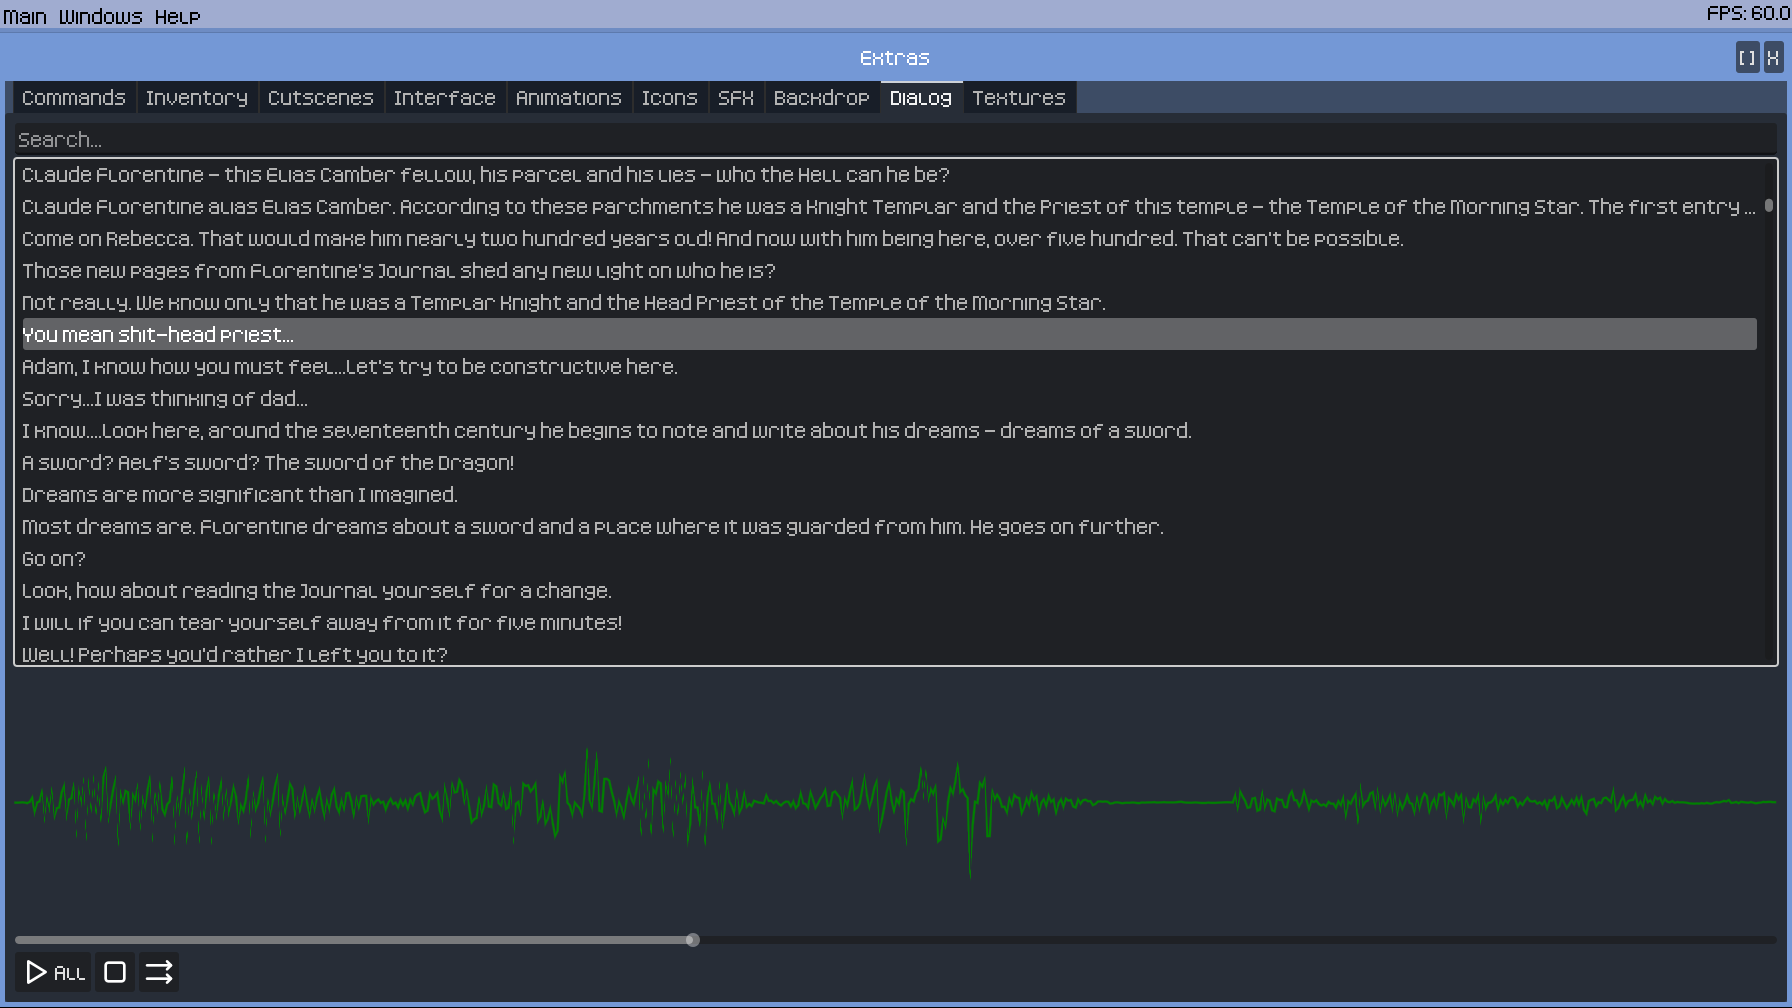 Main Windows Help FPS: 60.0
Extras [] X
Commands Inventory Cutscenes Interface Animations Icons SFX Backdrop Dialog Textures
Search...
Claude Florentine - this Elias Camber fellow, his parcel and his lies - who the Hell can he be?
Claude Florentine alias Elias Camber. According to these parchments he was a Knight Templar and the Priest of this temple - the Temple of the Morning Star. The first entry ...
Come on Rebecca. That would make him nearly two hundred years old! And now with him being here, over five hundred. That can't be possible.
Those new pages from Florentine's Journal shed any new light on who he is?
Not really. We know only that he was a Templar Knight and the Head Priest of the Temple of the Morning Star.
You mean shit-head priest...
Adam, I know how you must feel...Let's try to be constructive here.
Sorry...I was thinking of dad...
I know....Look here, around the seventeenth century he begins to note and write about his dreams - dreams of a sword.
A sword? Aelf's sword? The sword of the Dragon!
Dreams are more significant than I imagined.
Most dreams are. Florentine dreams about a sword and a place where it was guarded from him. He goes on further.
Go on?
Look, how about reading the Journal yourself for a change.
I will if you can tear yourself away from it for five minutes!
Well! Perhaps you'd rather I left you to it?
ALL